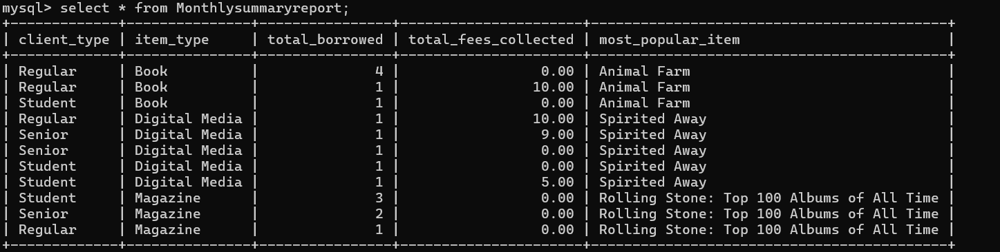 mysql> select * from Monthlysummaryreport;
+-------------+---------------+----------------+----------------------+-------------------------------------------+
| client_type | item_type     | total_borrowed | total_fees_collected | most_popular_item                         |
+-------------+---------------+----------------+----------------------+-------------------------------------------+
| Regular     | Book          |              4 |                 0.00 | Animal Farm                               |
| Regular     | Book          |              1 |                10.00 | Animal Farm                               |
| Student     | Book          |              1 |                 0.00 | Animal Farm                               |
| Regular     | Digital Media |              1 |                10.00 | Spirited Away                             |
| Senior      | Digital Media |              1 |                 9.00 | Spirited Away                             |
| Senior      | Digital Media |              1 |                 0.00 | Spirited Away                             |
| Student     | Digital Media |              1 |                 0.00 | Spirited Away                             |
| Student     | Digital Media |              1 |                 5.00 | Spirited Away                             |
| Student     | Magazine      |              3 |                 0.00 | Rolling Stone: Top 100 Albums of All Time |
| Senior      | Magazine      |              2 |                 0.00 | Rolling Stone: Top 100 Albums of All Time |
| Regular     | Magazine      |              1 |                 0.00 | Rolling Stone: Top 100 Albums of All Time |
+-------------+---------------+----------------+----------------------+-------------------------------------------+